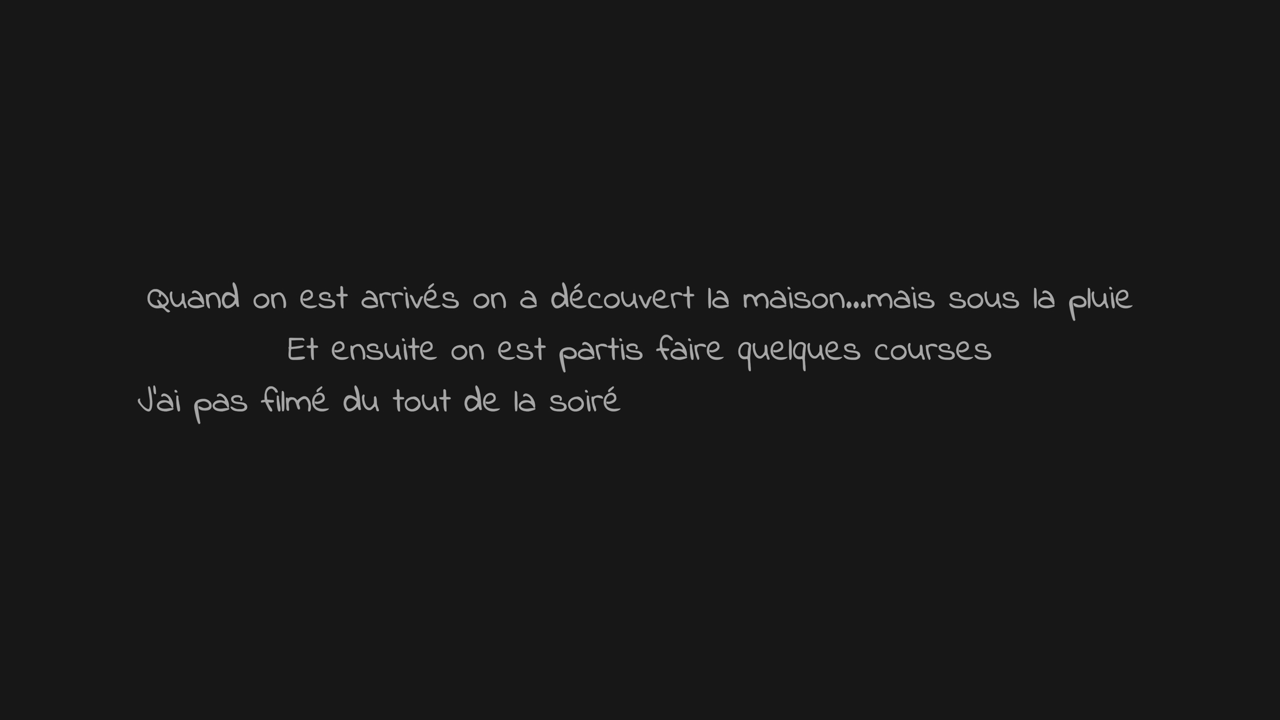 Quand on est arrivés on a découvert la maison...mais sous la pluie
Et ensuite on est partis faire quelques courses
J'ai pas filmé du tout de la soiré